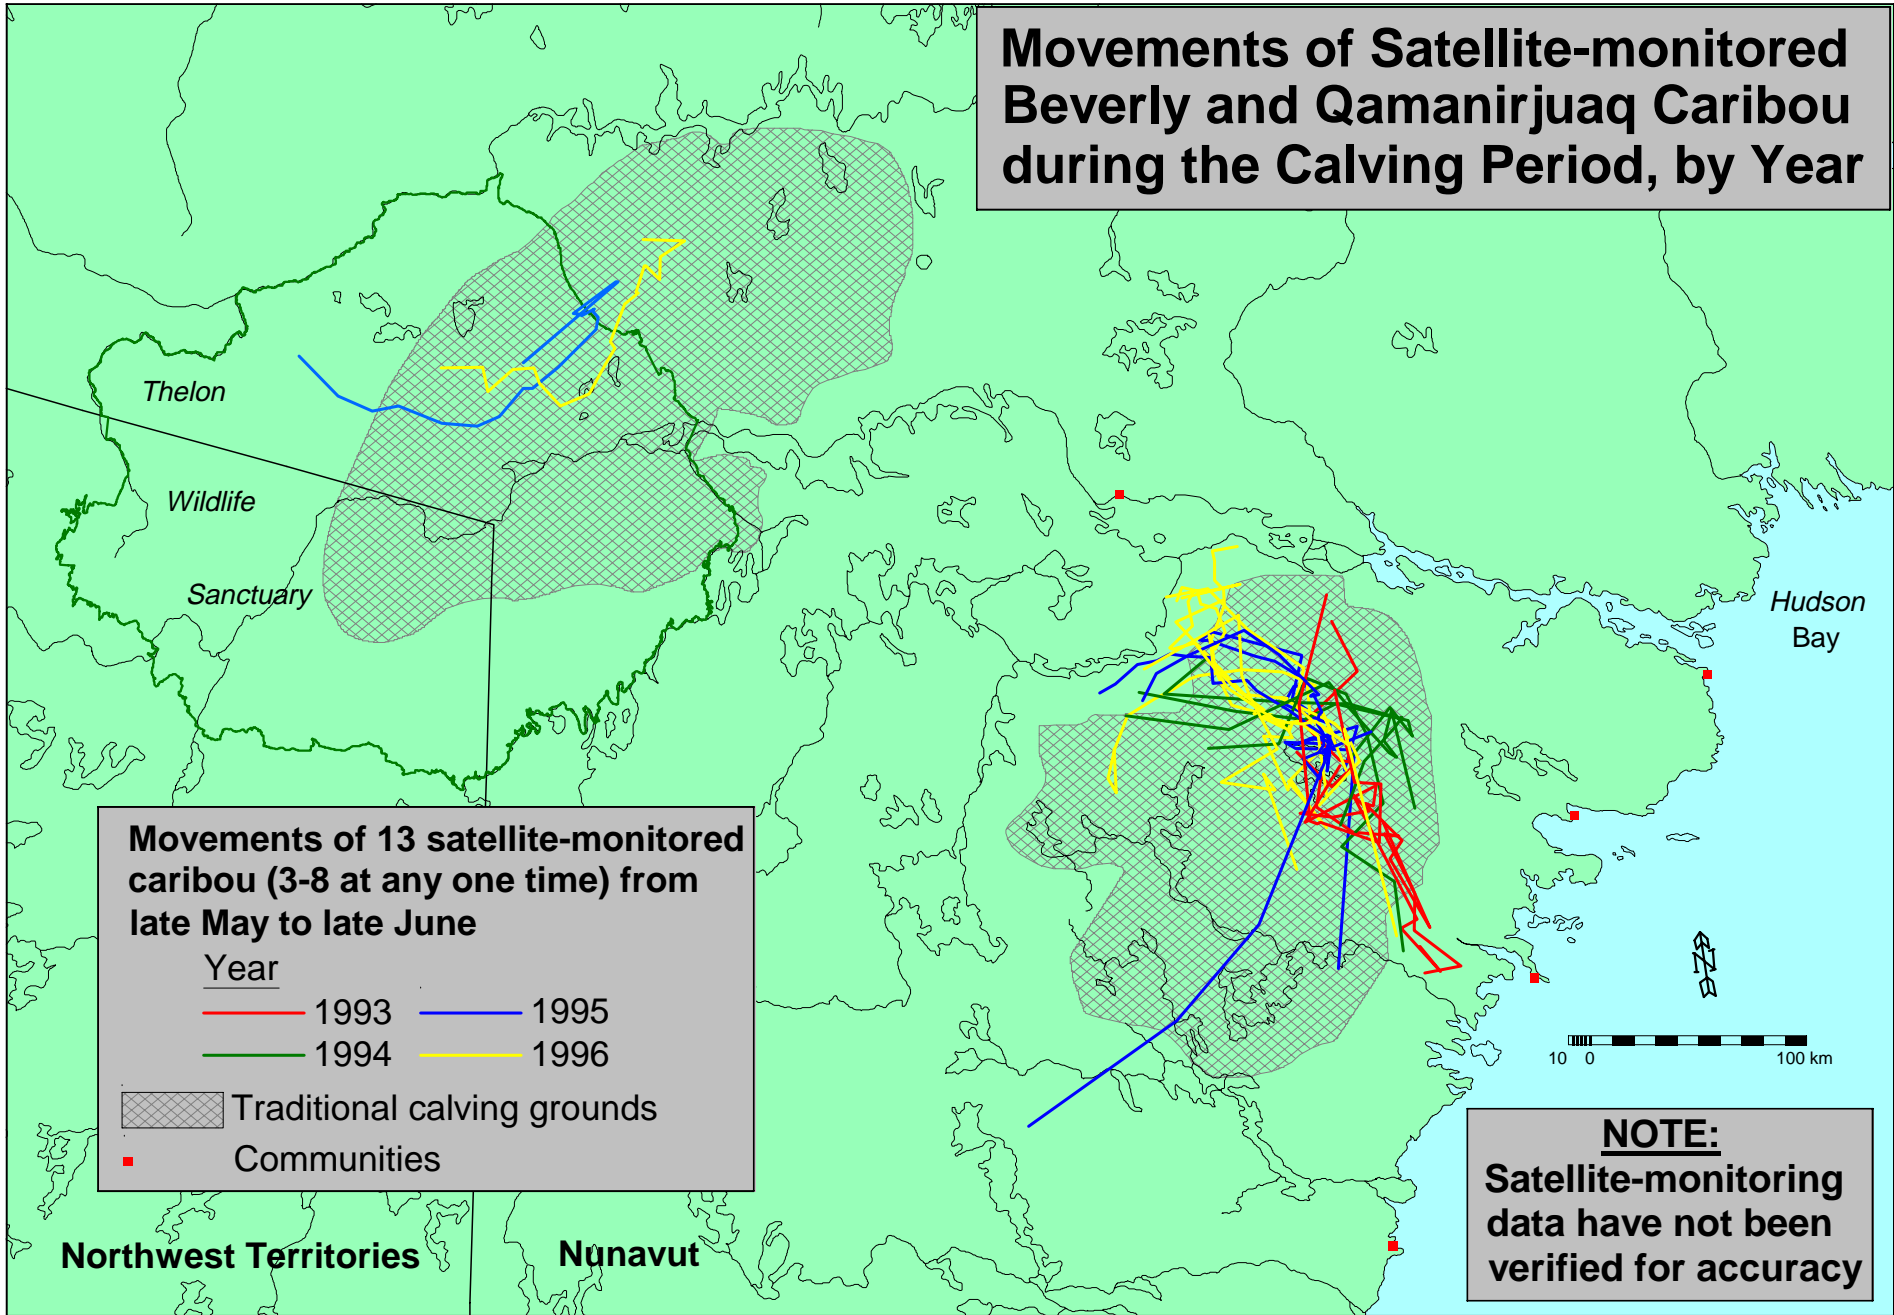 Movements of Satellite-monitored
Beverly and Qamanirjuaq Caribou
during the Calving Period, by Year
Thelon
Wildlife
Sanctuary
Hudson
Bay
N
10 0 100 km
Movements of 13 satellite-monitored
caribou (3-8 at any one time) from
late May to late June
Year
1993 1995
1994 1996
Traditional calving grounds
Communities
NOTE:
Satellite-monitoring
data have not been
verified for accuracy
Northwest Territories
Nunavut